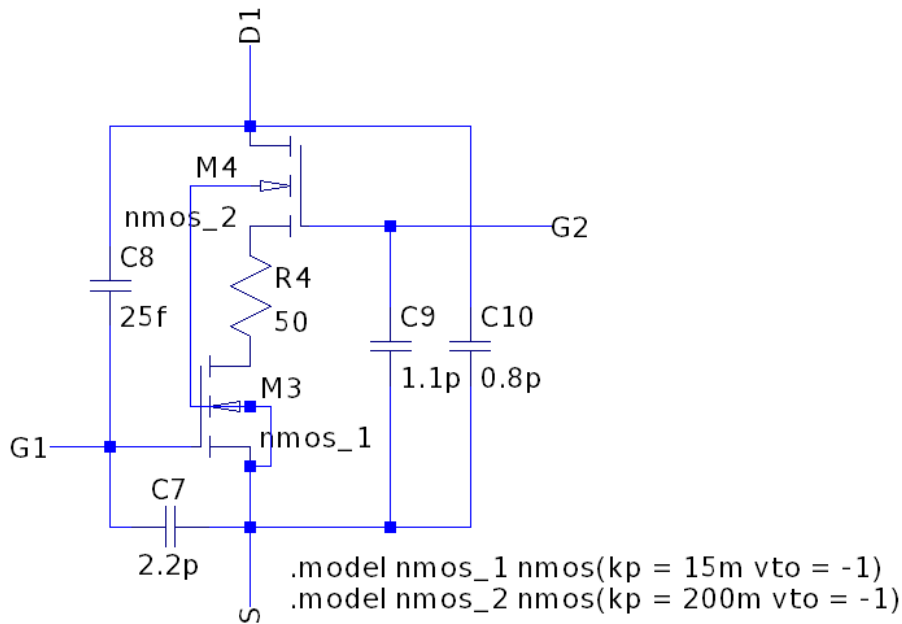 D1
M4
nmos_2
G2
C8
25f
R4
50
C9
1.1p
C10
0.8p
M3
nmos_1
G1
C7
2.2p
S
.model nmos_1 nmos(kp = 15m vto = -1)
.model nmos_2 nmos(kp = 200m vto = -1)